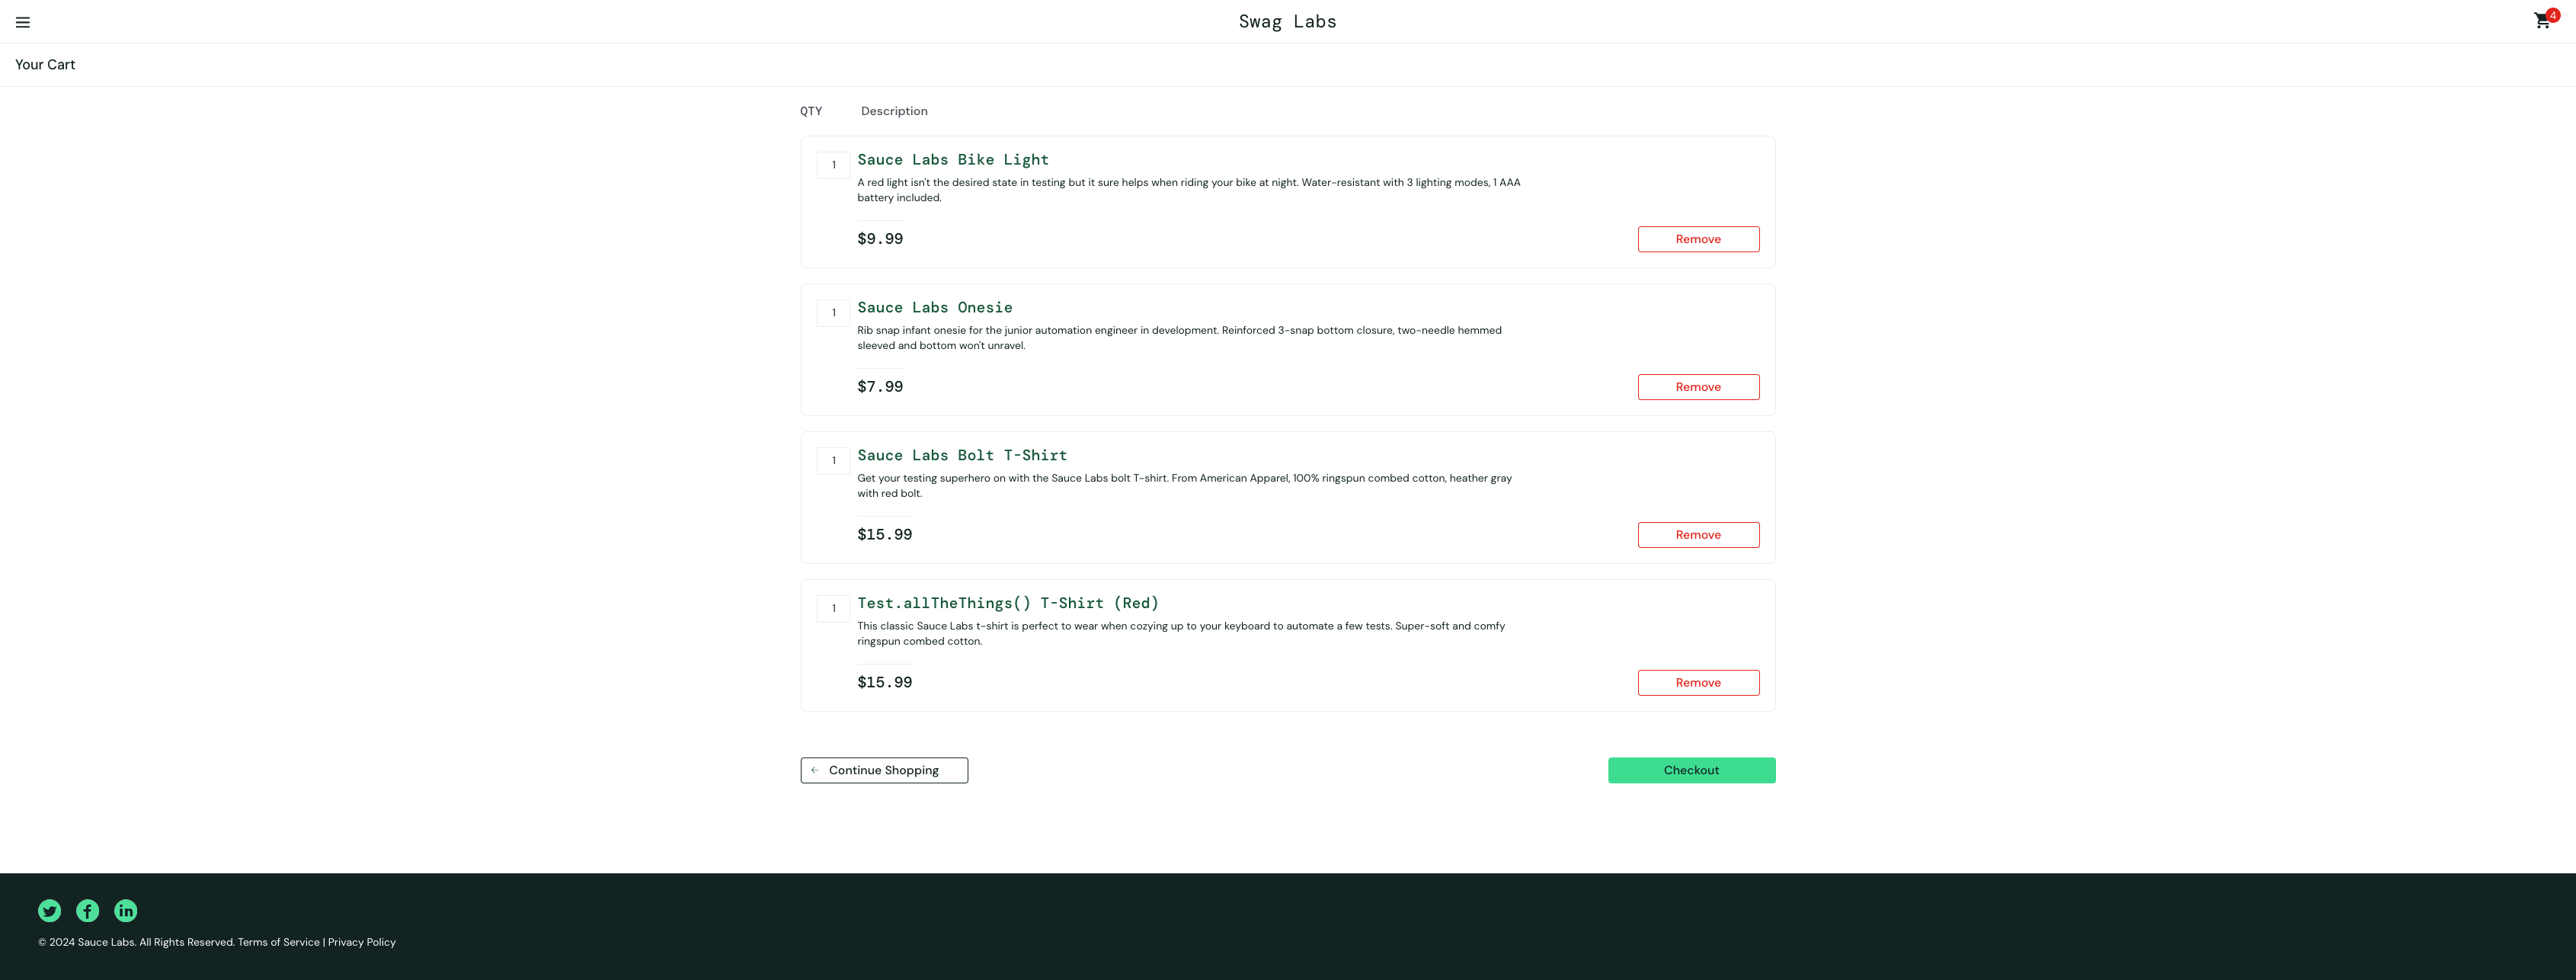 Swag Labs
4
Your Cart
QTY Description
1
Sauce Labs Bike Light
A red light isn't the desired state in testing but it sure helps when riding your bike at night. Water-resistant with 3 lighting modes, 1 AAA
battery included.
$9.99
Remove
1
Sauce Labs Onesie
Rib snap infant onesie for the junior automation engineer in development. Reinforced 3-snap bottom closure, two-needle hemmed
sleeved and bottom won't unravel.
$7.99
Remove
1
Sauce Labs Bolt T-Shirt
Get your testing superhero on with the Sauce Labs bolt T-shirt. From American Apparel, 100% ringspun combed cotton, heather gray
with red bolt.
$15.99
Remove
1
Test.allTheThings() T-Shirt (Red)
This classic Sauce Labs t-shirt is perfect to wear when cozying up to your keyboard to automate a few tests. Super-soft and comfy
ringspun combed cotton.
$15.99
Remove
Continue Shopping
Checkout
© 2024 Sauce Labs. All Rights Reserved. Terms of Service | Privacy Policy